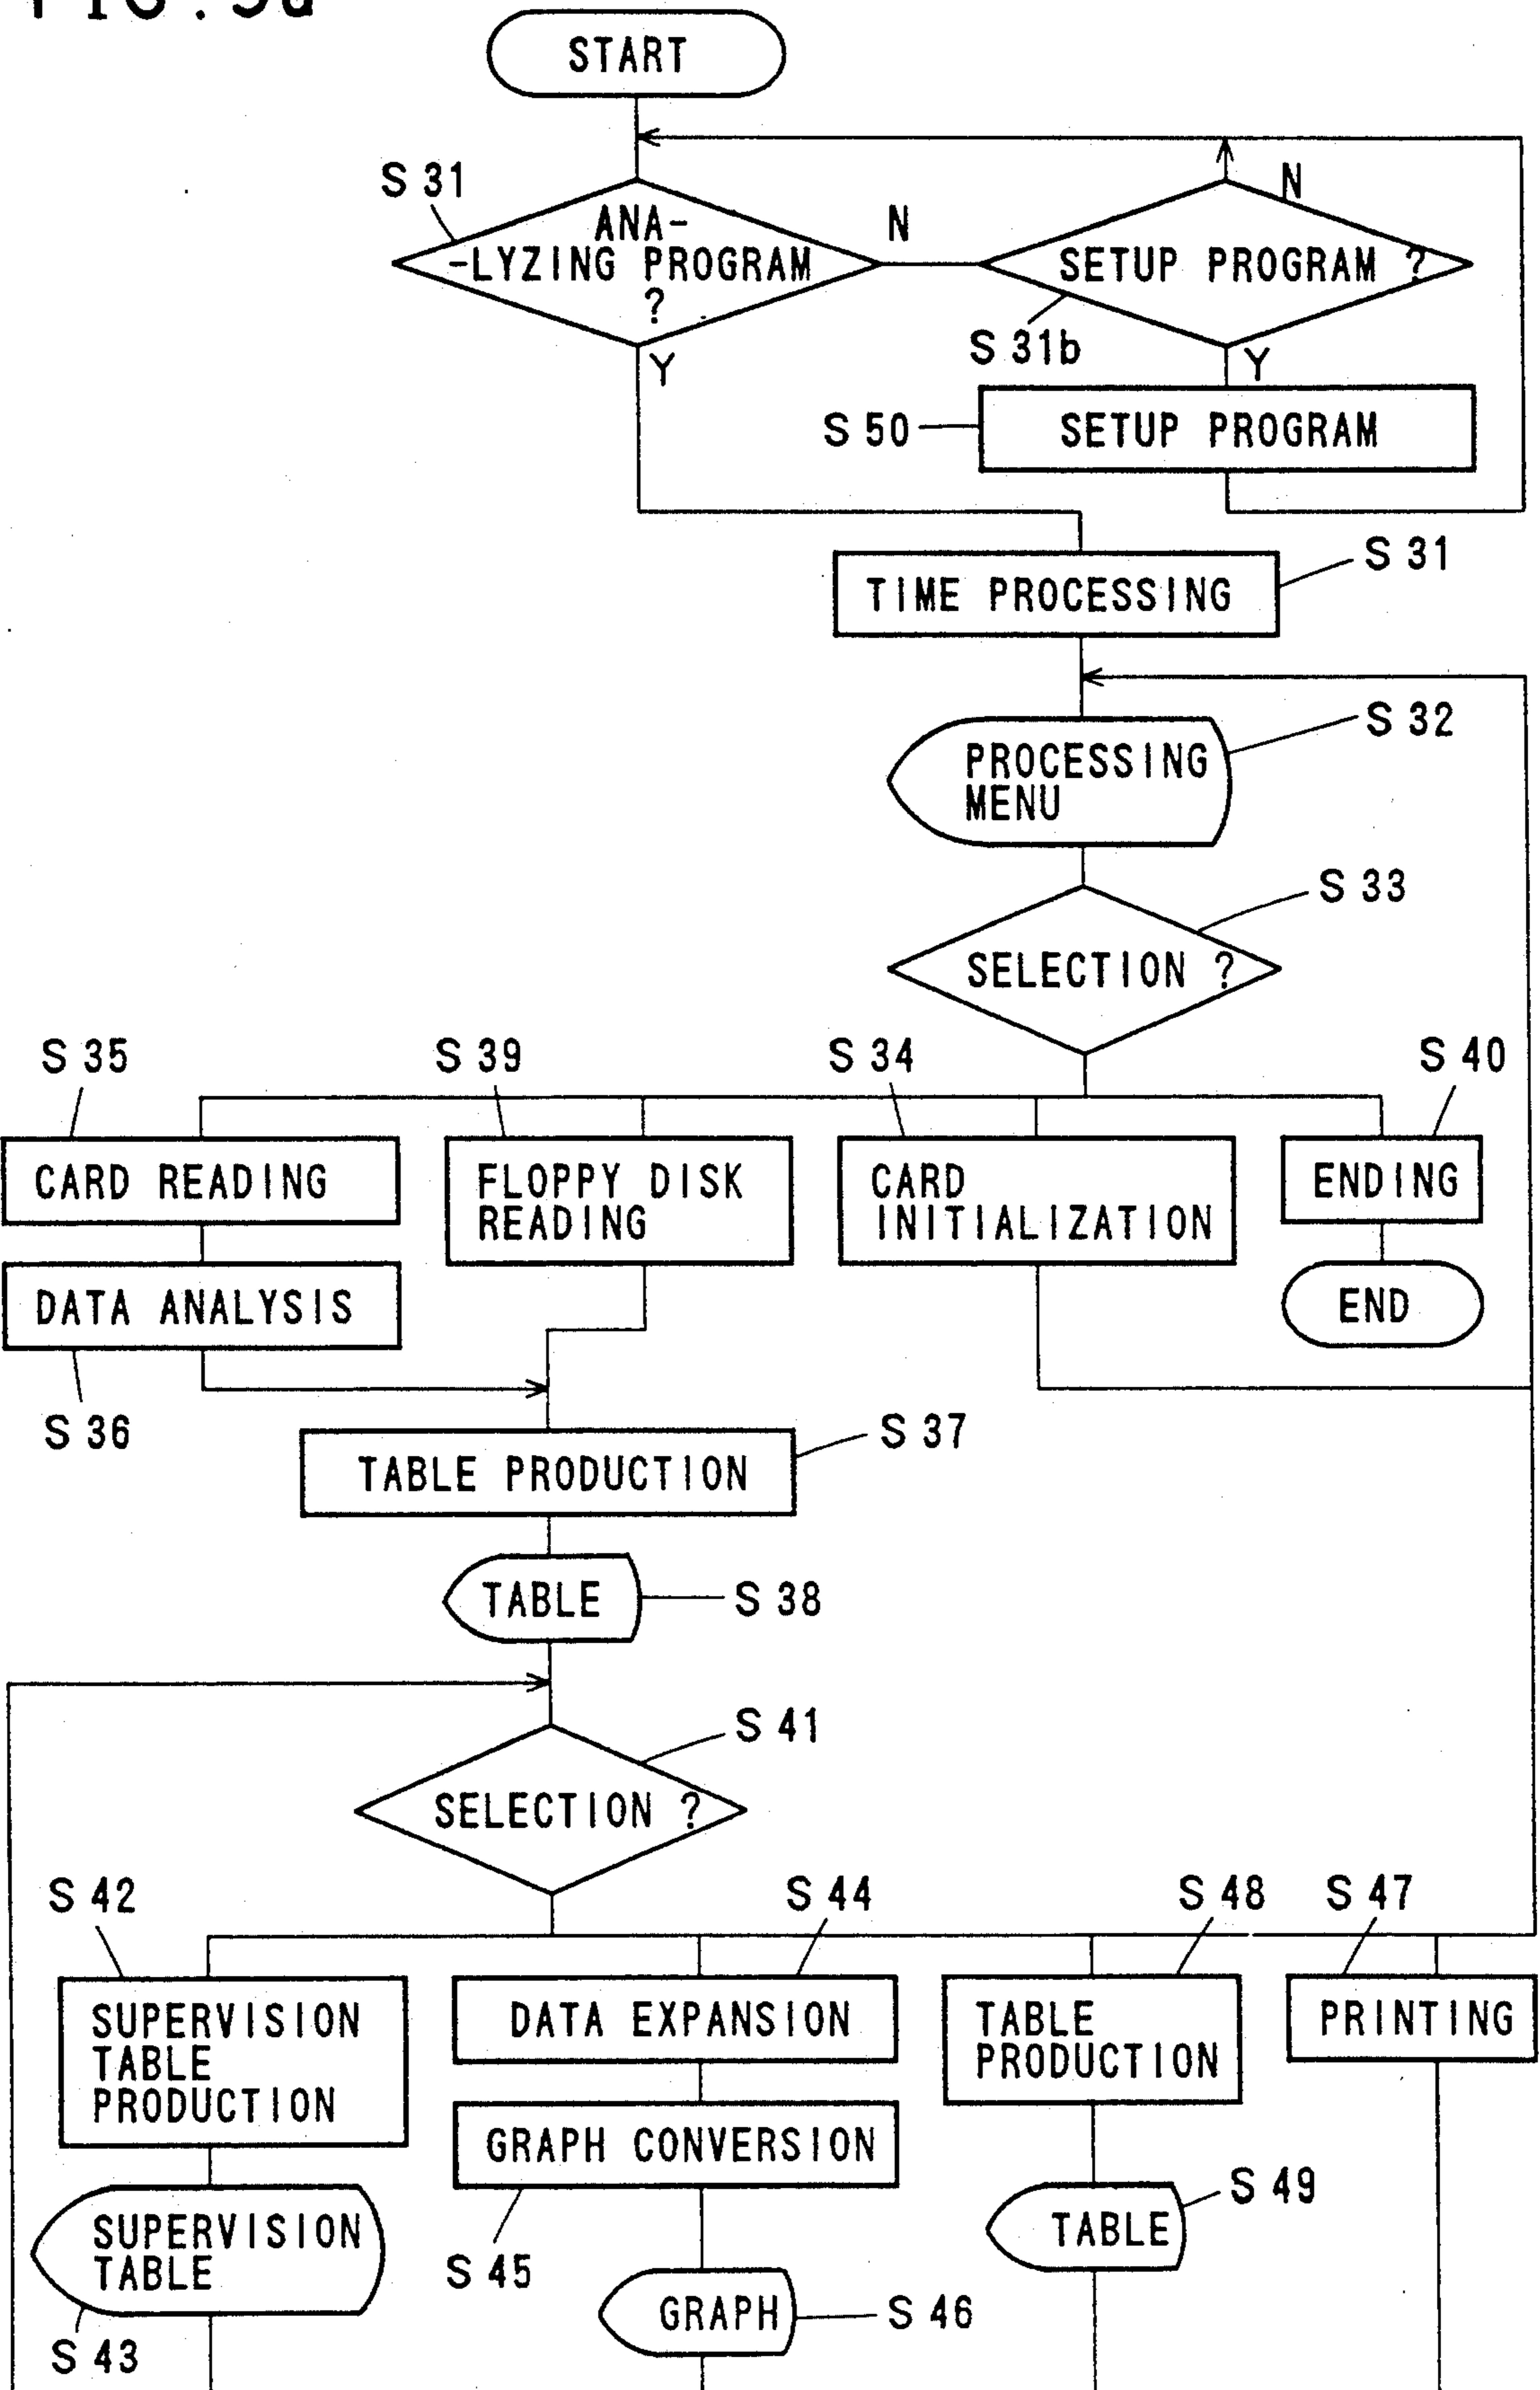 START
S 31
ANA-
-LYZING PROGRAM
?
N
Y
SETUP PROGRAM ?
N
S 31b
Y
S 50
SETUP PROGRAM
TIME PROCESSING
S 31
PROCESSING
MENU
S 32
SELECTION ?
S 33
S 35
S 39
S 34
S 40
CARD READING
FLOPPY DISK
READING
CARD
INITIALIZATION
ENDING
DATA ANALYSIS
END
S 36
TABLE PRODUCTION
S 37
TABLE
S 38
SELECTION ?
S 41
S 42
S 44
S 48
S 47
SUPERVISION
TABLE
PRODUCTION
DATA EXPANSION
TABLE
PRODUCTION
PRINTING
GRAPH CONVERSION
S 45
SUPERVISION
TABLE
S 43
GRAPH
S 46
TABLE
S 49